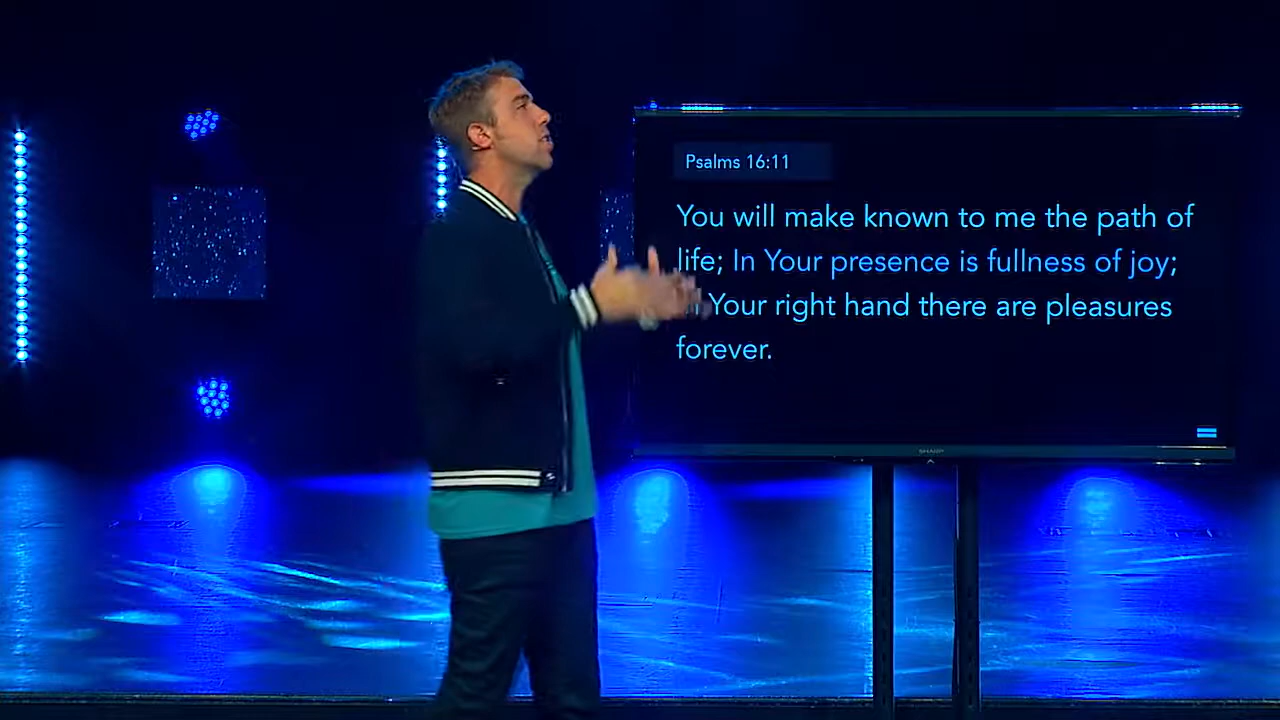 Psalms 16:11
You will make known to me the path of
life; In Your presence is fullness of joy;
Your right hand there are pleasures
forever.
SHARP